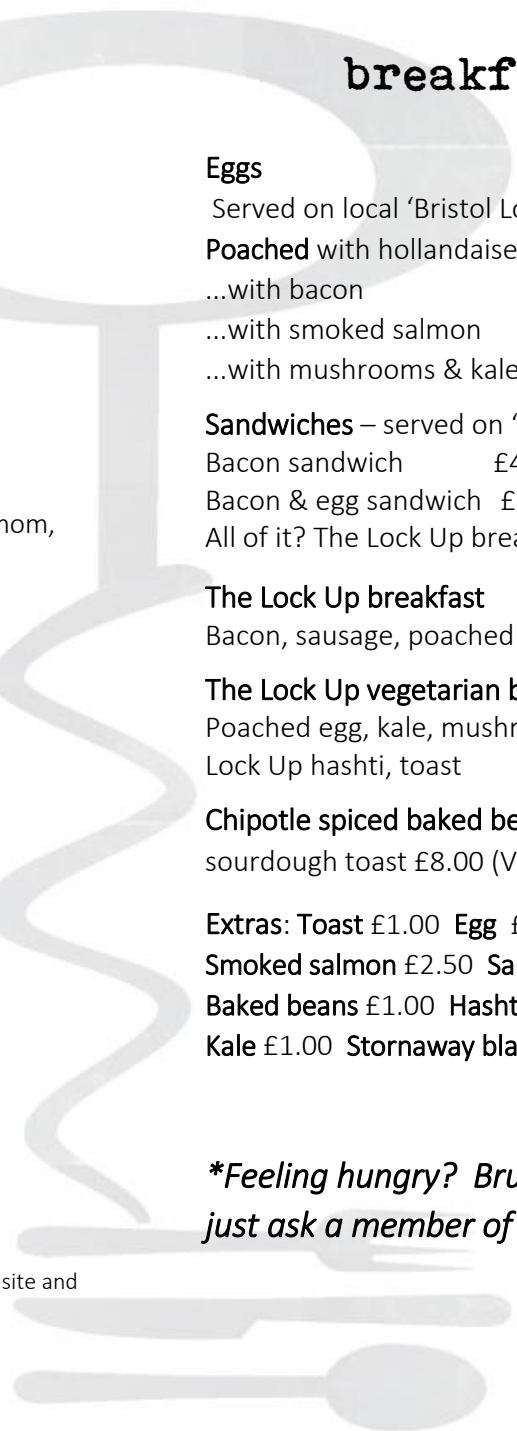 breakf
Eggs
Served on local ‘Bristol Lo
Poached with hollandaise
...with bacon
...with smoked salmon
...with mushrooms & kale
Sandwiches – served on ‘
Bacon sandwich £4
Bacon & egg sandwich £
All of it? The Lock Up brea
The Lock Up breakfast
Bacon, sausage, poached
The Lock Up vegetarian b
Poached egg, kale, mushr
Lock Up hashti, toast
Chipotle spiced baked be
sourdough toast £8.00 (V
Extras: Toast £1.00 Egg £
Smoked salmon £2.50 Sa
Baked beans £1.00 Hasht
Kale £1.00 Stornaway bla
*Feeling hungry? Bru
just ask a member of
nom,
site and